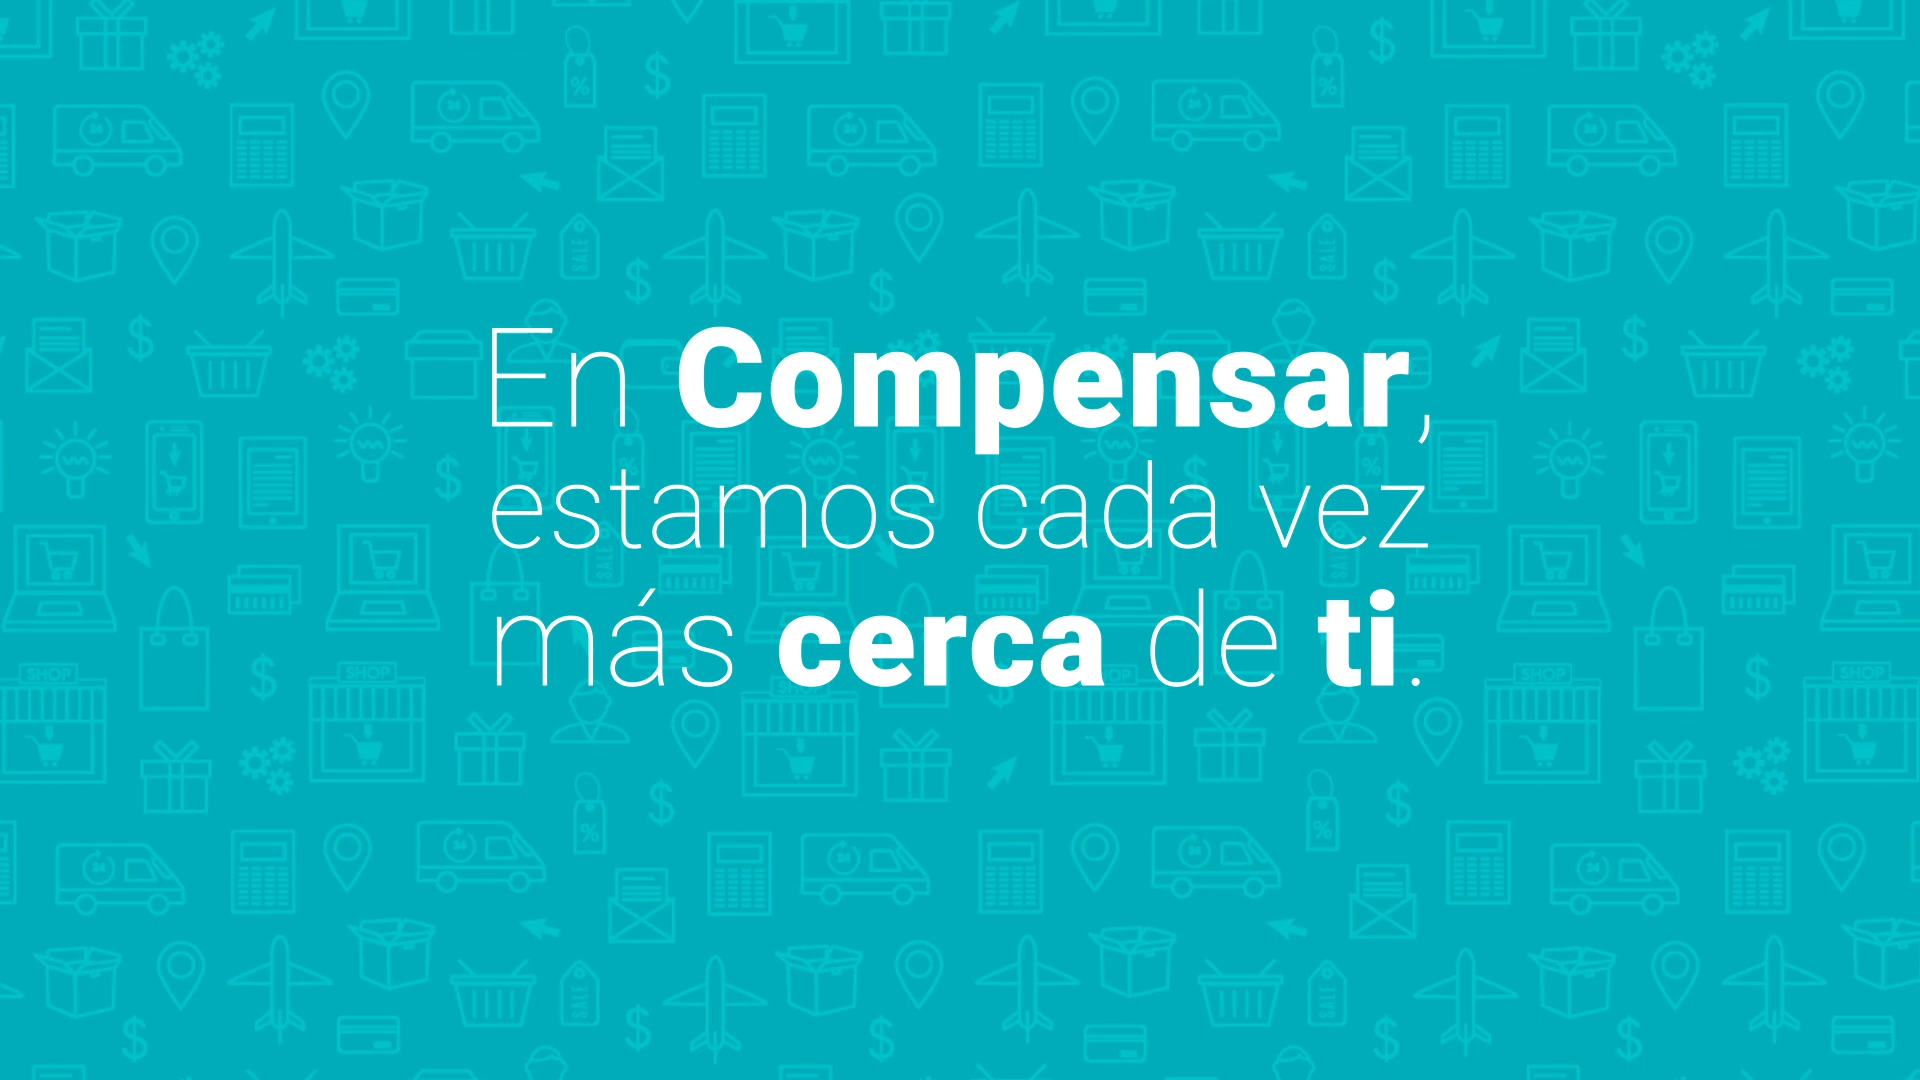 En Compensar,
estamos cada vez
más cerca de ti.